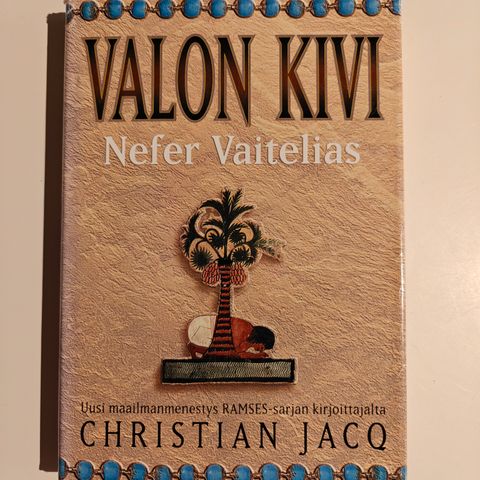 VALON KIVI
Nefer Vaitelias
Uusi maailmanmenestys RAMSES-sarjan kirjoittajalta
CHRISTIAN JACQ